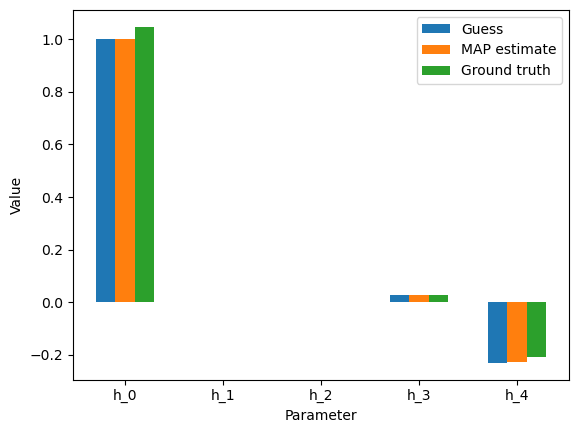 Guess
MAP estimate
Ground truth
1.0
0.8
0.6
0.4
0.2
0.0
−0.2
Value
h_0 h_1 h_2 h_3 h_4
Parameter